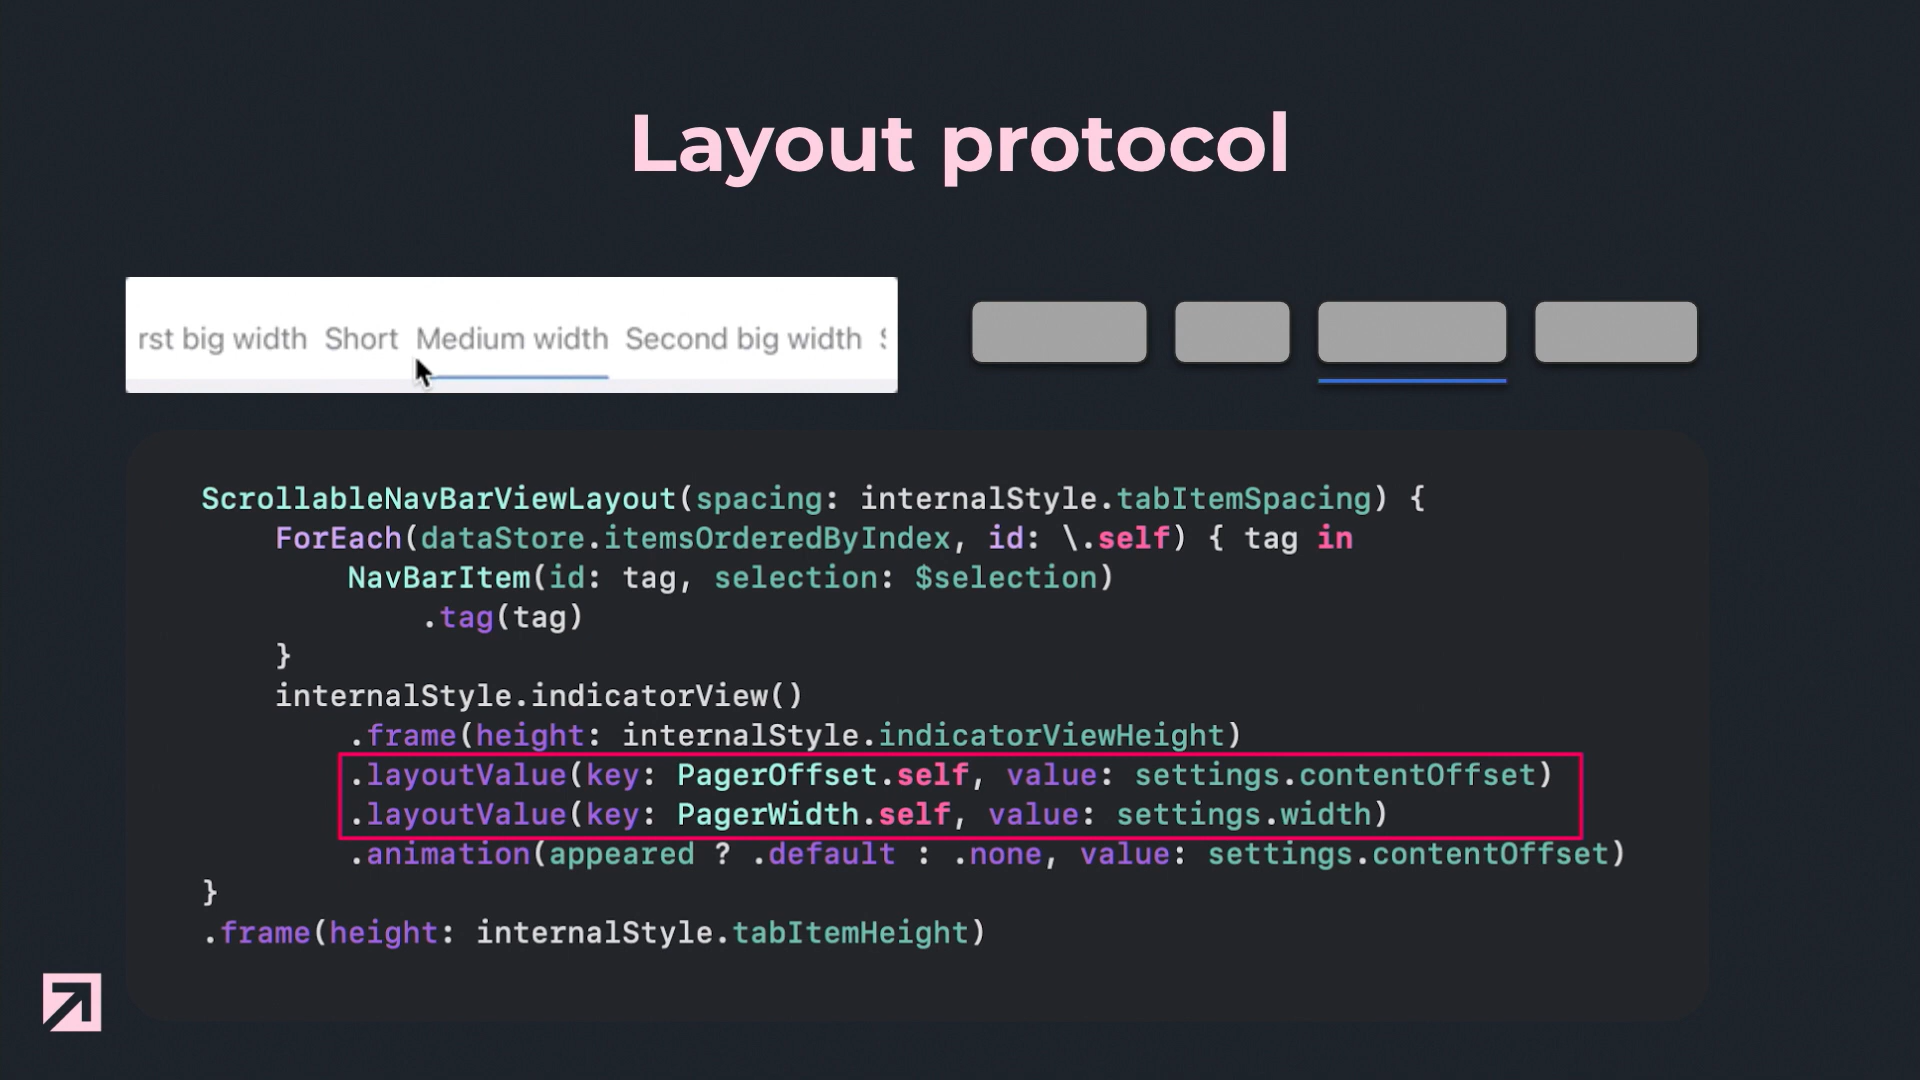 Layout protocol
rst big width Short Medium width Second big width
ScrollableNavBarViewLayout(spacing: internalStyle.tabItemSpacing) {
ForEach(dataStore.itemsOrderedByIndex, id: \.self) { tag in
NavBarItem(id: tag, selection: $selection)
.tag(tag)
}
internalStyle.indicatorView()
.frame(height: internalStyle.indicatorViewHeight)
.layoutValue(key: PagerOffset.self, value: settings.contentOffset)
.layoutValue(key: PagerWidth.self, value: settings.width)
.animation(appeared ? .default : .none, value: settings.contentOffset)
}
.frame(height: internalStyle.tabItemHeight)